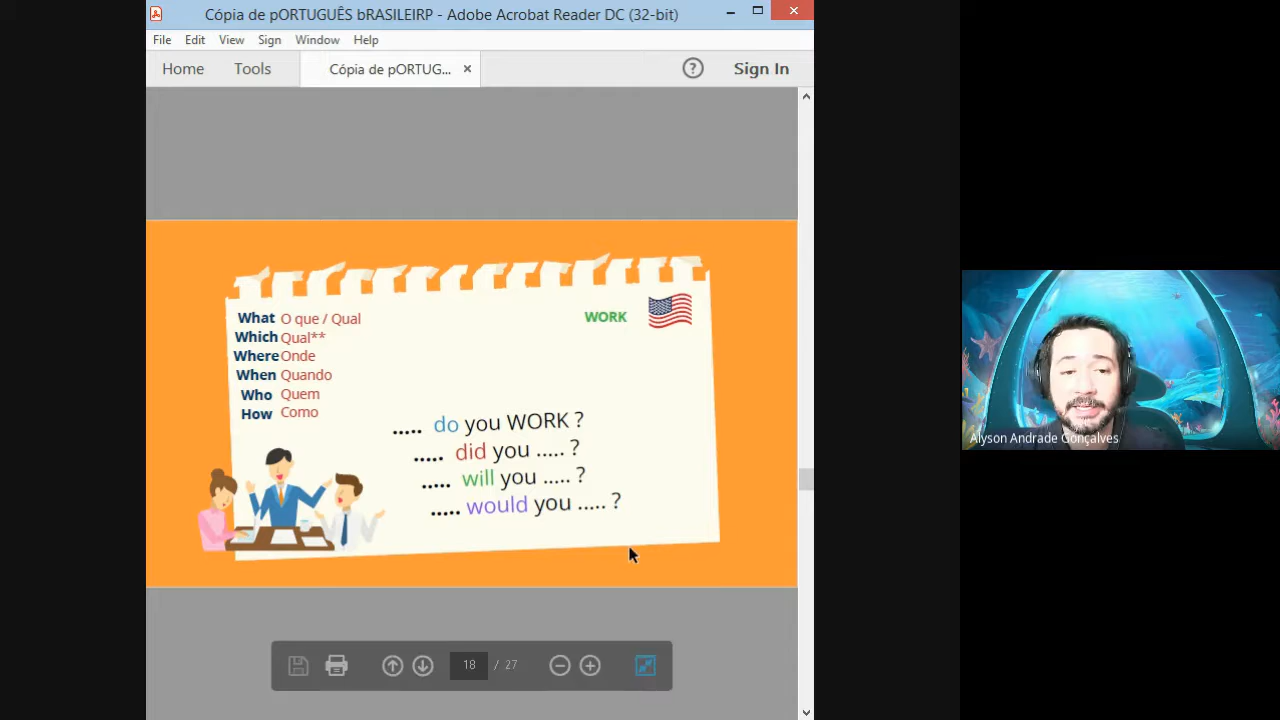 Cópia de pORTUGUÊS bRASILEIRP - Adobe Acrobat Reader DC (32-bit)
File Edit View Sign Window Help
Home Tools Cópia de pORTUG... × ? Sign In
What O que / Qual
Which Qual**
Where Onde
When Quando
Who Quem
How Como
WORK
..... do you WORK ?
..... did you ..... ?
..... will you ..... ?
..... would you ..... ?
18 / 27
Alyson Andrade Gonçalves